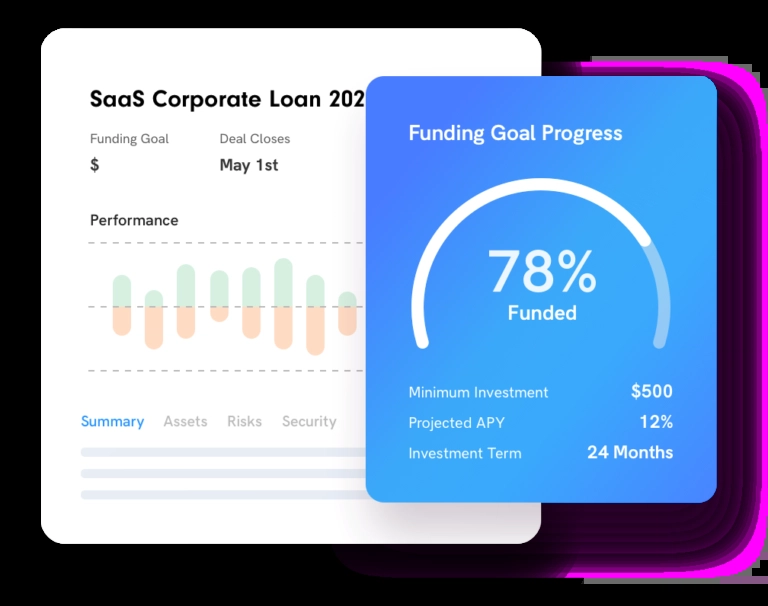 SaaS Corporate Loan 202
Funding Goal Deal Closes
$ May 1st
Performance
Summary Assets Risks Security
Funding Goal Progress
78%
Funded
Minimum Investment $500
Projected APY 12%
Investment Term 24 Months